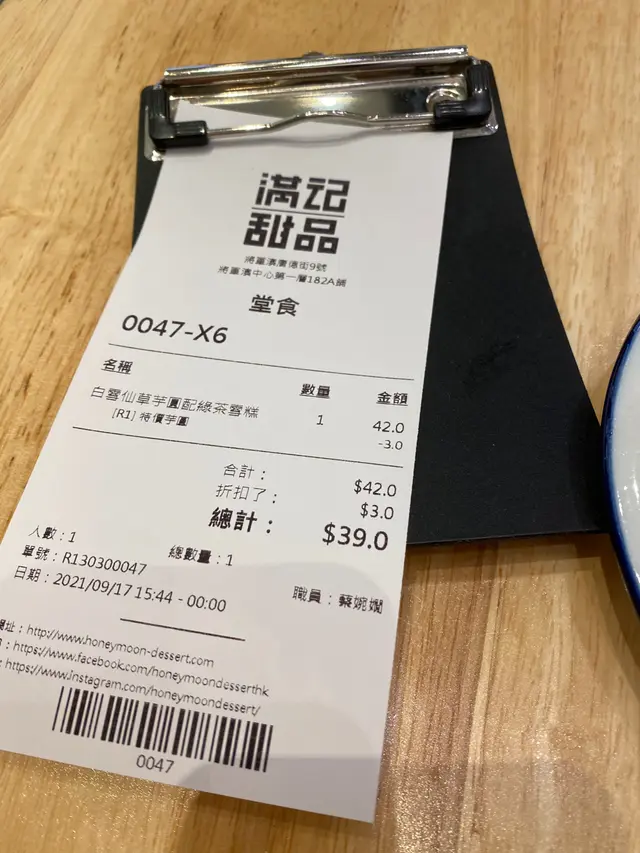 滿记
甜品
將軍澳唐德街9號
將軍澳中心第一層182A鋪
堂食
0047-X6
名稱 數量 金額
白雪仙草芋圓配綠茶雪糕 1 42.0
[R1] 特價芋圓 -3.0
合計： $42.0
折扣了： $3.0
總計： $39.0
人數：1 總數量：1
單號：R130300047
日期：2021/09/17 15:44 - 00:00 職員：蔡婉嫻
址：http://www.honeymoon-dessert.com
：https://www.facebook.com/honeymoondesserthk
：https://www.instagram.com/honeymoondessert/
0047